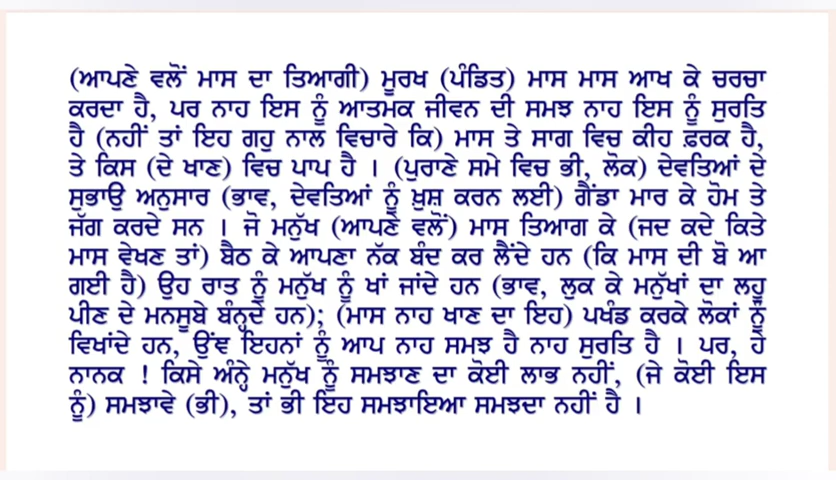 (ਆਪਣੇ ਵਲੋਂ ਮਾਸ ਦਾ ਤਿਆਗੀ) ਮੂਰਖ (ਪੰਡਿਤ) ਮਾਸ ਮਾਸ ਆਖ ਕੇ ਚਰਚਾ
ਕਰਦਾ ਹੈ, ਪਰ ਨਾਹ ਇਸ ਨੂੰ ਆਤਮਕ ਜੀਵਨ ਦੀ ਸਮਝ ਨਾਹ ਇਸ ਨੂੰ ਸੁਰਤਿ
ਹੈ (ਨਹੀਂ ਤਾਂ ਇਹ ਗਹੁ ਨਾਲ ਵਿਚਾਰੇ ਕਿ) ਮਾਸ ਤੇ ਸਾਗ ਵਿਚ ਕੀਹ ਫ਼ਰਕ ਹੈ,
ਤੇ ਕਿਸ (ਦੇ ਖਾਣ) ਵਿਚ ਪਾਪ ਹੈ । (ਪੁਰਾਣੇ ਸਮੇ ਵਿਚ ਭੀ, ਲੋਕ) ਦੇਵਤਿਆਂ ਦੇ
ਸੁਭਾਉ ਅਨੁਸਾਰ (ਭਾਵ, ਦੇਵਤਿਆਂ ਨੂੰ ਖ਼ੁਸ਼ ਕਰਨ ਲਈ) ਗੈਂਡਾ ਮਾਰ ਕੇ ਹੋਮ ਤੇ
ਜੱਗ ਕਰਦੇ ਸਨ । ਜੋ ਮਨੁੱਖ (ਆਪਣੇ ਵਲੋਂ) ਮਾਸ ਤਿਆਗ ਕੇ (ਜਦ ਕਦੇ ਕਿਤੇ
ਮਾਸ ਵੇਖਣ ਤਾਂ) ਬੈਠ ਕੇ ਆਪਣਾ ਨੱਕ ਬੰਦ ਕਰ ਲੈਂਦੇ ਹਨ (ਕਿ ਮਾਸ ਦੀ ਬੋ ਆ
ਗਈ ਹੈ) ਉਹ ਰਾਤ ਨੂੰ ਮਨੁੱਖ ਨੂੰ ਖਾਂ ਜਾਂਦੇ ਹਨ (ਭਾਵ, ਲੁਕ ਕੇ ਮਨੁੱਖਾਂ ਦਾ ਲਹੂ
ਪੀਣ ਦੇ ਮਨਸੂਬੇ ਬੰਨ੍ਹਦੇ ਹਨ); (ਮਾਸ ਨਾਹ ਖਾਣ ਦਾ ਇਹ) ਪਖੰਡ ਕਰਕੇ ਲੋਕਾਂ ਨੂੰ
ਵਿਖਾਂਦੇ ਹਨ, ਉਂਞ ਇਹਨਾਂ ਨੂੰ ਆਪ ਨਾਹ ਸਮਝ ਹੈ ਨਾਹ ਸੁਰਤਿ ਹੈ । ਪਰ, ਹੇ
ਨਾਨਕ ! ਕਿਸੇ ਅੰਨ੍ਹੇ ਮਨੁੱਖ ਨੂੰ ਸਮਝਾਣ ਦਾ ਕੋਈ ਲਾਭ ਨਹੀਂ, (ਜੇ ਕੋਈ ਇਸ
ਨੂੰ) ਸਮਝਾਵੇ (ਭੀ), ਤਾਂ ਭੀ ਇਹ ਸਮਝਾਇਆ ਸਮਝਦਾ ਨਹੀਂ ਹੈ ।